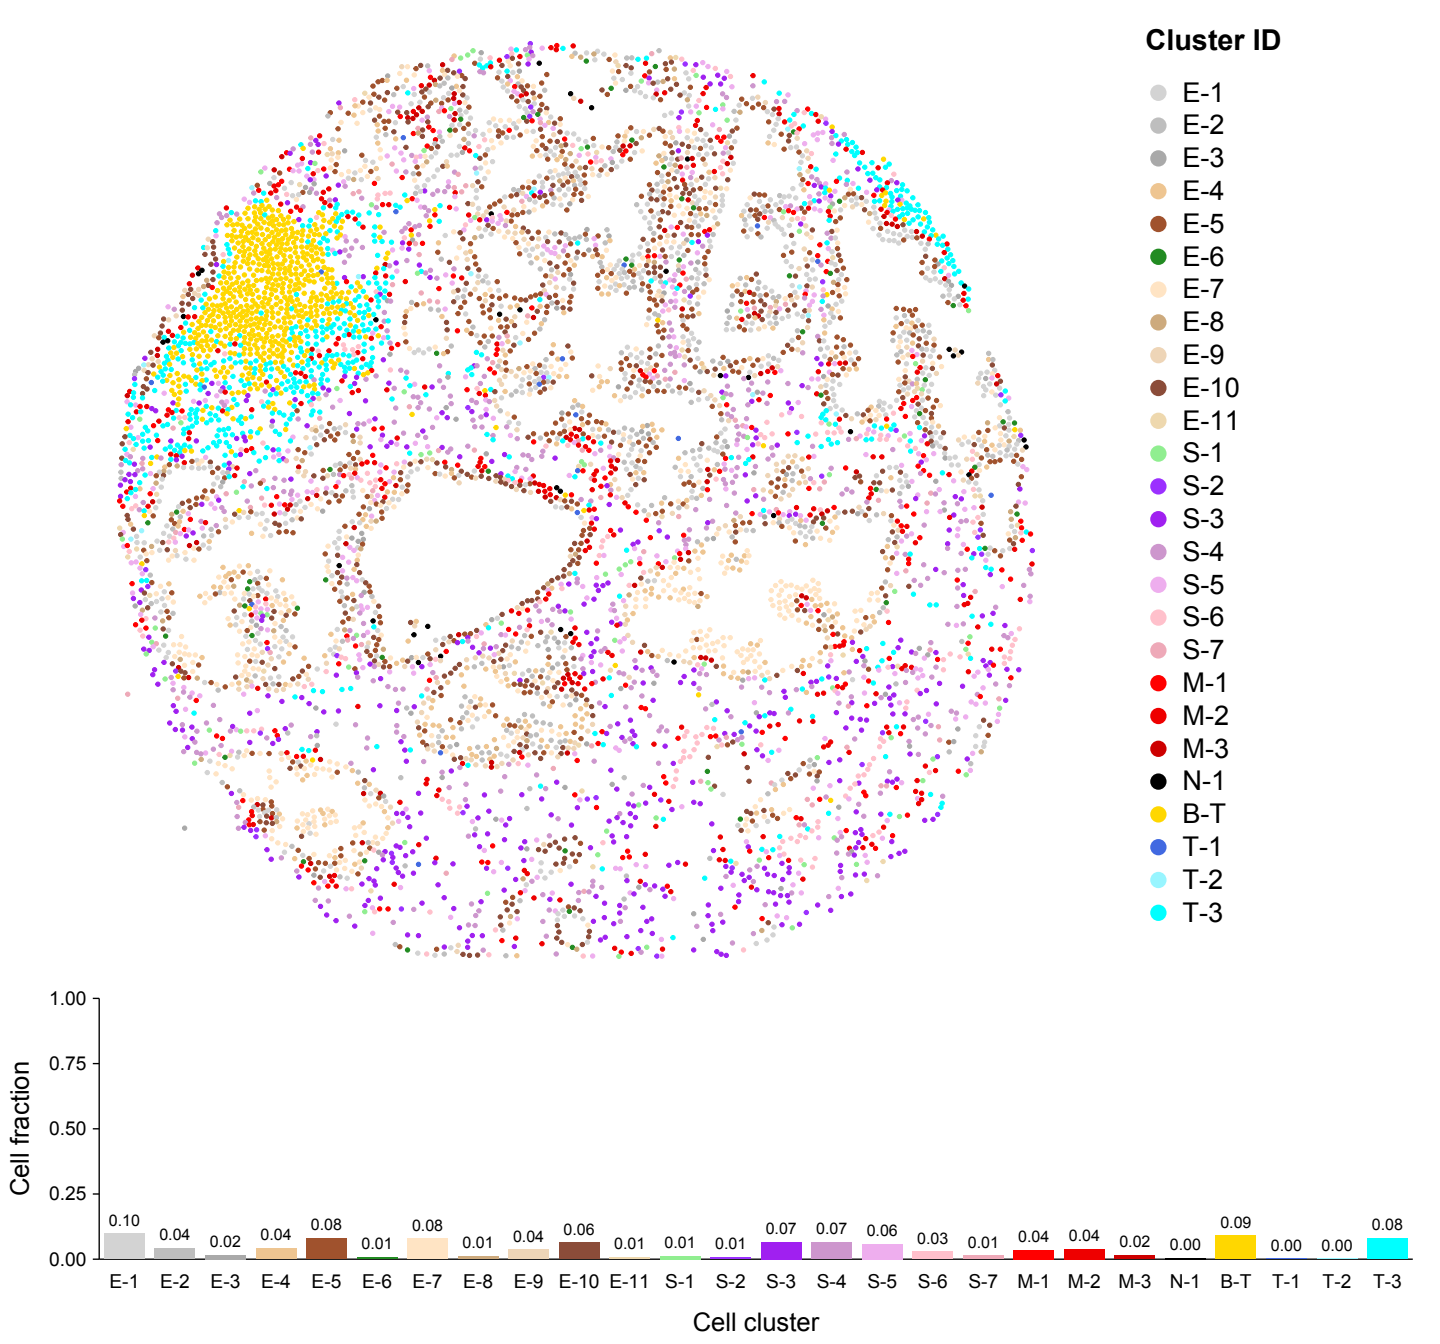 Cluster ID
E-1
E-2
E-3
E-4
E-5
E-6
E-7
E-8
E-9
E-10
E-11
S-1
S-2
S-3
S-4
S-5
S-6
S-7
M-1
M-2
M-3
N-1
B-T
T-1
T-2
T-3
1.00
0.75
0.50
0.25
0.00
Cell fraction
0.10 0.04 0.02 0.04 0.08 0.01 0.08 0.01 0.04 0.06 0.01 0.01 0.01 0.07 0.07 0.06 0.03 0.01 0.04 0.04 0.02 0.00 0.09 0.00 0.00 0.08
E-1 E-2 E-3 E-4 E-5 E-6 E-7 E-8 E-9 E-10 E-11 S-1 S-2 S-3 S-4 S-5 S-6 S-7 M-1 M-2 M-3 N-1 B-T T-1 T-2 T-3
Cell cluster